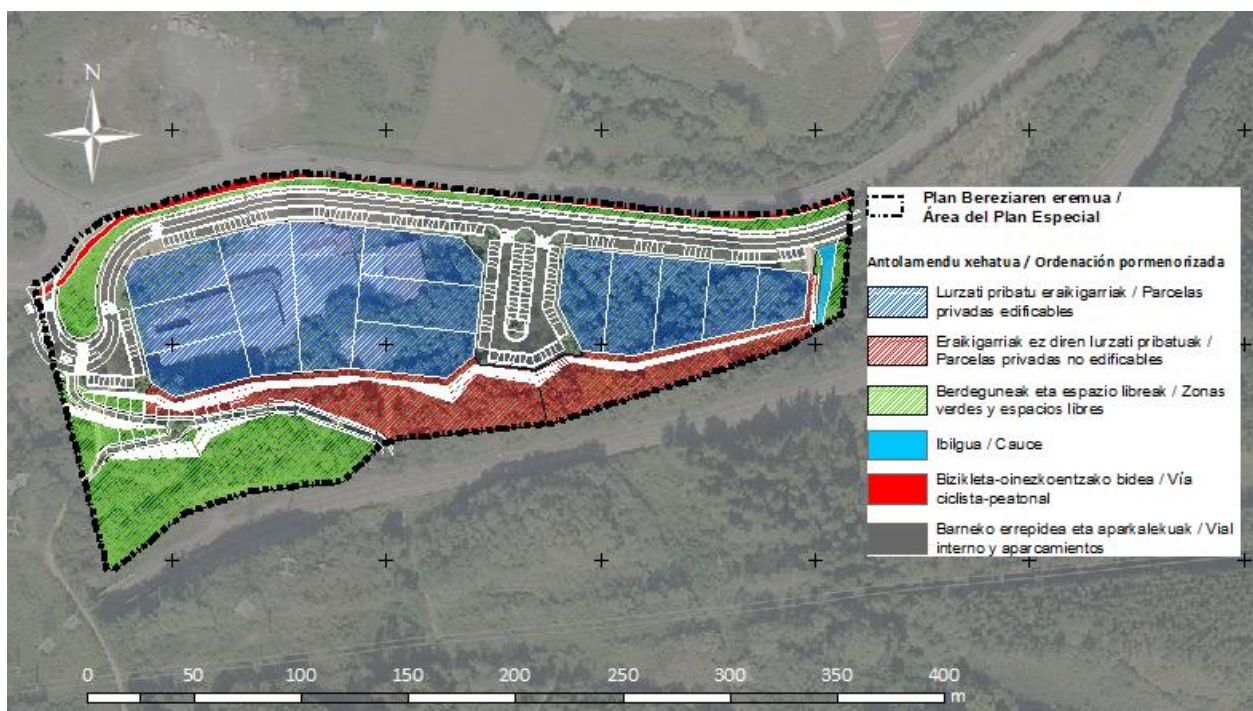 N
Plan Bereziaren eremua /
Área del Plan Especial
Antolamendu xehatua / Ordenación pormenorizada
Lurzati pribatu eraikigarriak / Parcelas
privadas edificables
Eraikigarriak ez diren lurzati pribatuak /
Parcelas privadas no edificables
Berdeguneak eta espazio libreak / Zonas
verdes y espacios libres
Ibilgua / Cauce
Bizikleta-oinezkoentzako bidea / Vía
ciclista-peatonal
Barneko errepidea eta aparkalekuak / Vial
interno y aparcamientos
0 50 100 150 200 250 300 350 400
m